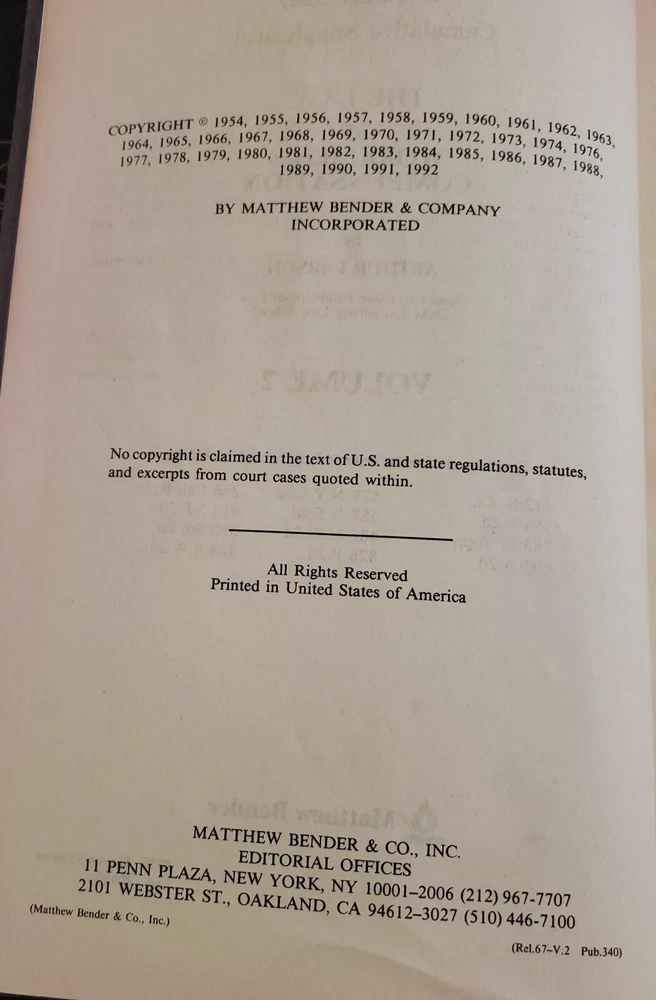 COPYRIGHT © 1954, 1955, 1956, 1957, 1958, 1959, 1960, 1961, 1962, 1963,
1964, 1965, 1966, 1967, 1968, 1969, 1970, 1971, 1972, 1973, 1974, 1976,
1977, 1978, 1979, 1980, 1981, 1982, 1983, 1984, 1985, 1986, 1987, 1988,
1989, 1990, 1991, 1992
BY MATTHEW BENDER & COMPANY
INCORPORATED
No copyright is claimed in the text of U.S. and state regulations, statutes,
and excerpts from court cases quoted within.
All Rights Reserved
Printed in United States of America
MATTHEW BENDER & CO., INC.
EDITORIAL OFFICES
11 PENN PLAZA, NEW YORK, NY 10001–2006 (212) 967-7707
2101 WEBSTER ST., OAKLAND, CA 94612–3027 (510) 446-7100
(Matthew Bender & Co., Inc.)
(Rel.67–V.2 Pub.340)